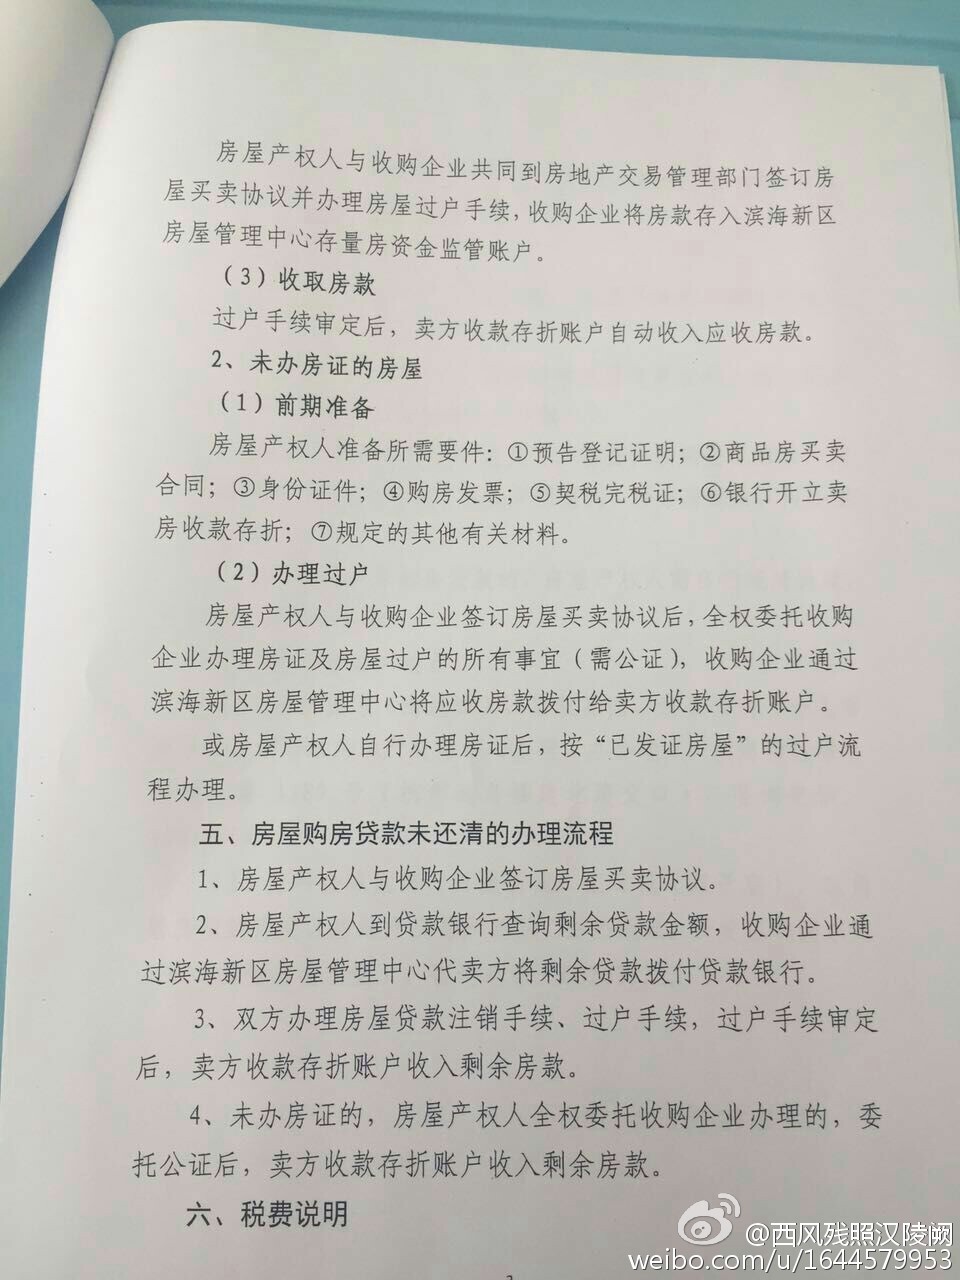 房屋产权人与收购企业共同到房地产交易管理部门签订房
屋买卖协议并办理房屋过户手续，收购企业将房款存入滨海新区
房屋管理中心存量房资金监管账户。
（3）收取房款
过户手续审定后，卖方收款存折账户自动收入应收房款。
2、未办房证的房屋
（1）前期准备
房屋产权人准备所需要件：①预告登记证明；②商品房买卖
合同；③身份证件；④购房发票；⑤契税完税证；⑥银行开立卖
房收款存折；⑦规定的其他有关材料。
（2）办理过户
房屋产权人与收购企业签订房屋买卖协议后，全权委托收购
企业办理房证及房屋过户的所有事宜（需公证），收购企业通过
滨海新区房屋管理中心将应收房款拨付给卖方收款存折账户。
或房屋产权人自行办理房证后，按“已发证房屋”的过户流
程办理。
五、房屋购房贷款未还清的办理流程
1、房屋产权人与收购企业签订房屋买卖协议。
2、房屋产权人到贷款银行查询剩余贷款金额，收购企业通
过滨海新区房屋管理中心代卖方将剩余贷款拨付贷款银行。
3、双方办理房屋贷款注销手续、过户手续，过户手续审定
后，卖方收款存折账户收入剩余房款。
4、未办房证的，房屋产权人全权委托收购企业办理的，委
托公证后，卖方收款存折账户收入剩余房款。
六、税费说明
@西风残照汉陵阙
weibo.com/u/1644579953